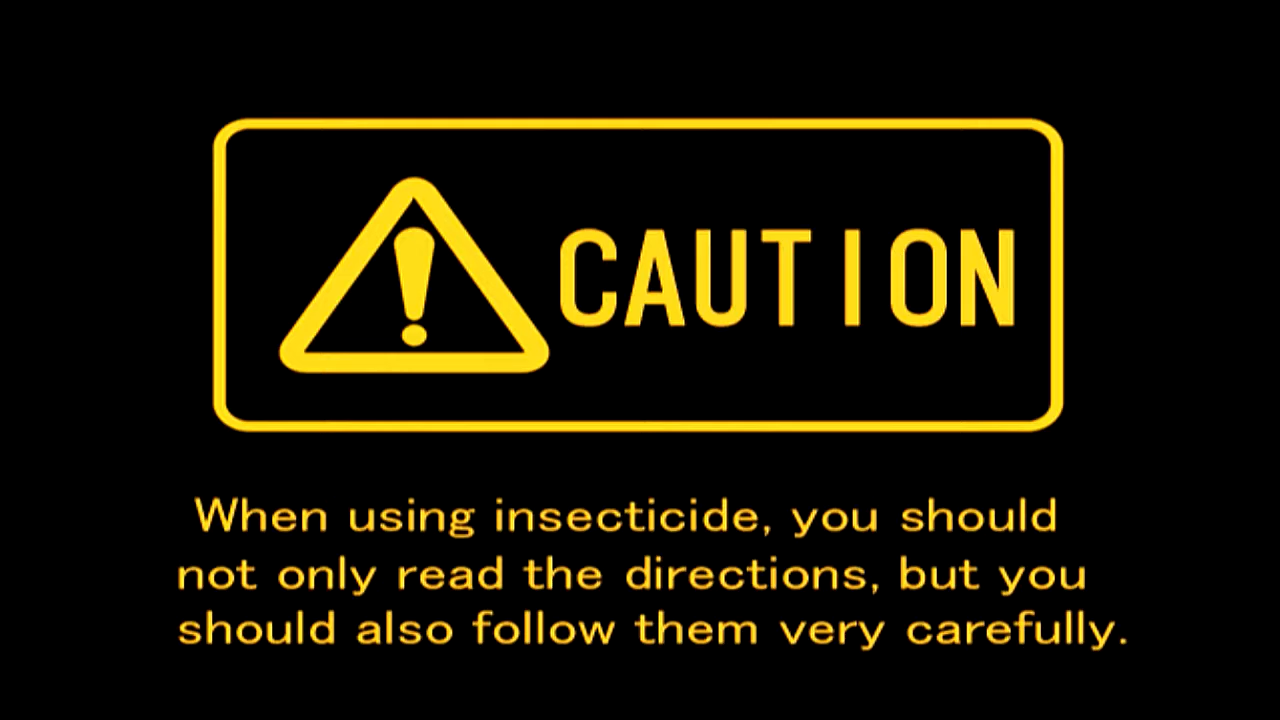 CAUTION
When using insecticide, you should
not only read the directions, but you
should also follow them very carefully.